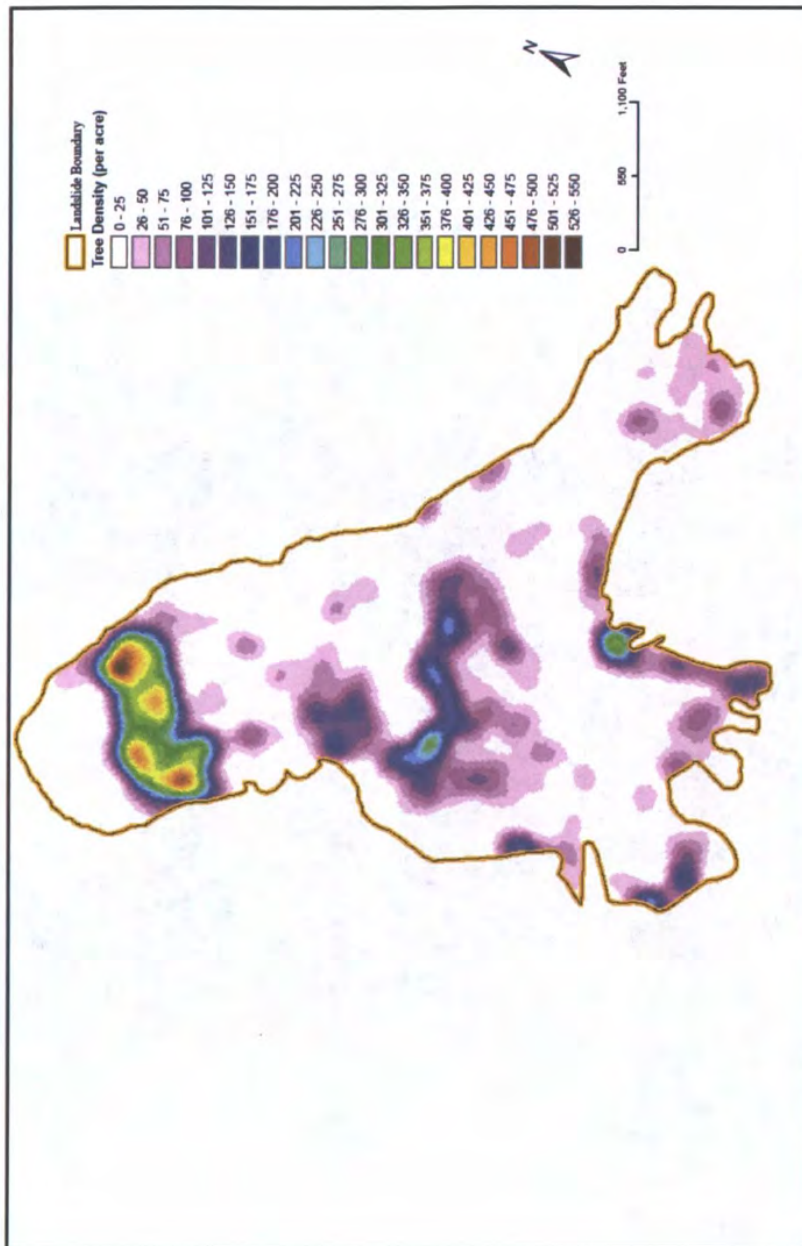 Landslide Boundary
Tree Density (per acre)
0 - 25
26 - 50
51 - 75
76 - 100
101 - 125
126 - 150
151 - 175
176 - 200
201 - 225
226 - 250
251 - 275
276 - 300
301 - 325
326 - 350
351 - 375
376 - 400
401 - 425
426 - 450
451 - 475
476 - 500
501 - 525
526 - 550
N
0 550 1,100 Feet